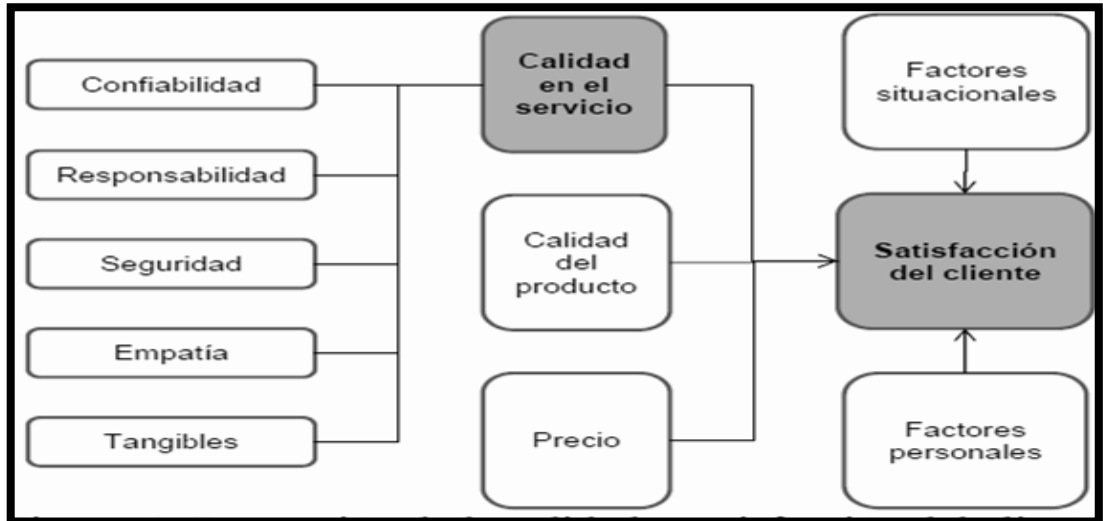 Confiabilidad
Responsabilidad
Seguridad
Empatía
Tangibles
Calidad
en el
servicio
Calidad
del
producto
Precio
Factores
situacionales
Satisfacción
del cliente
Factores
personales